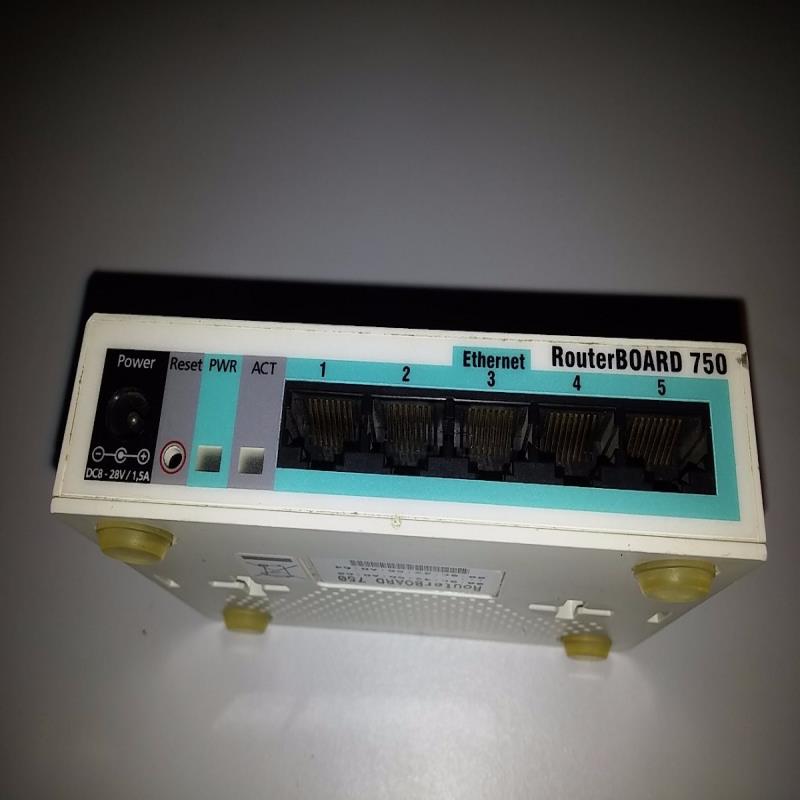 RouterBOARD 750
Ethernet
Power
Reset
PWR
ACT
1
2
3
4
5
DC8 - 28V / 1,5A
RouterBOARD 750